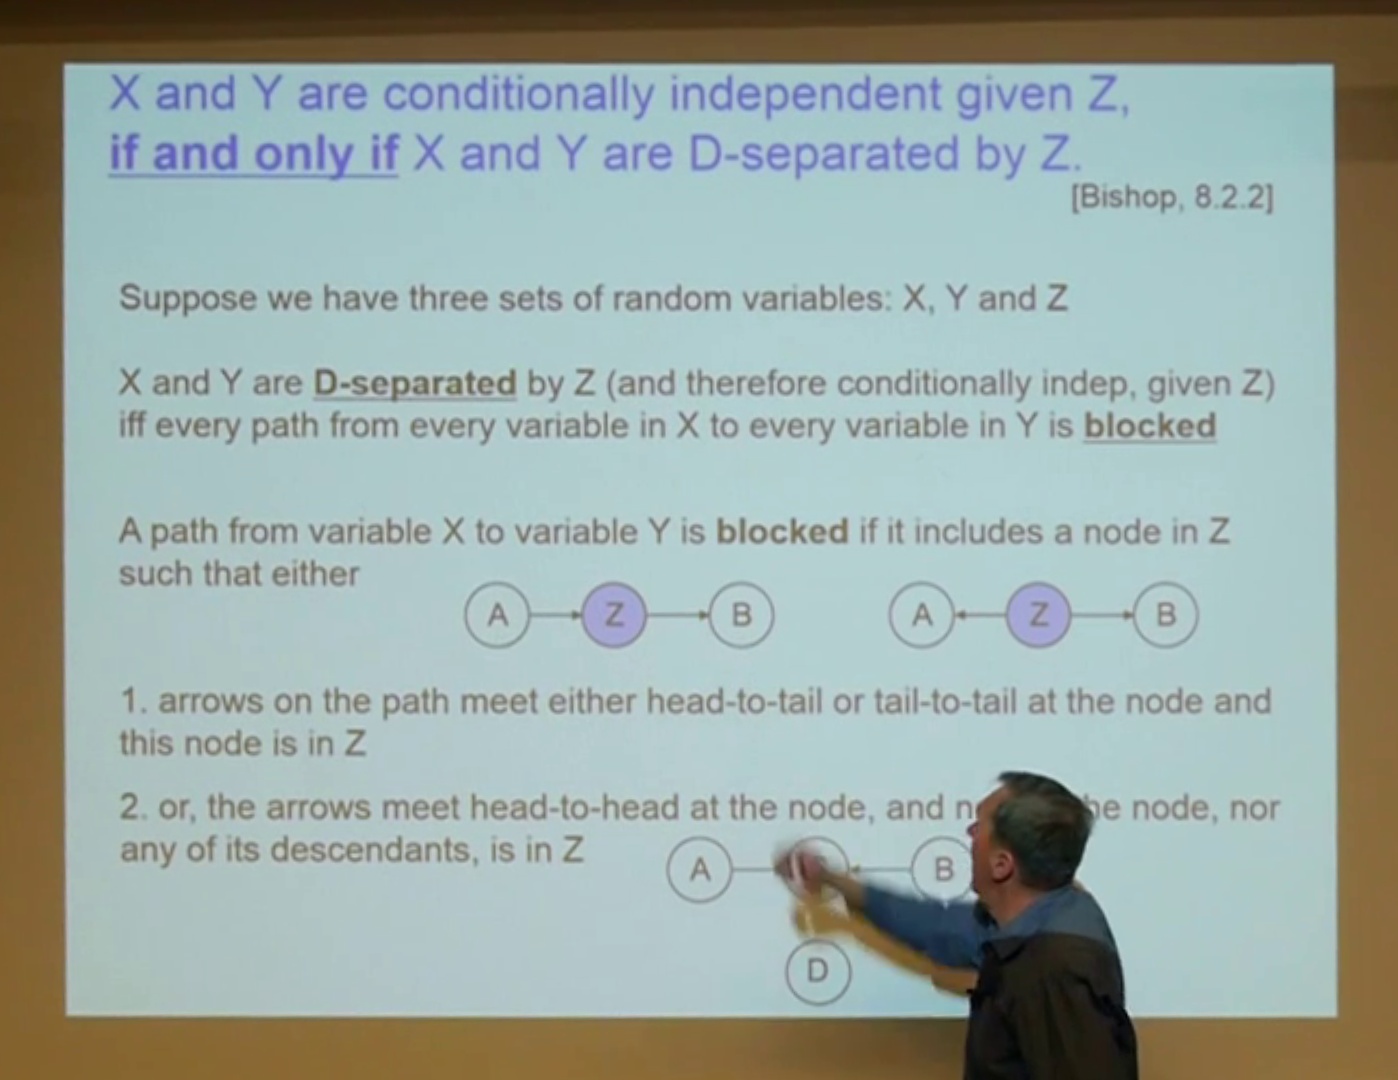 X and Y are conditionally independent given Z,
if and only if X and Y are D-separated by Z.
[Bishop, 8.2.2]
Suppose we have three sets of random variables: X, Y and Z
X and Y are D-separated by Z (and therefore conditionally indep, given Z)
iff every path from every variable in X to every variable in Y is blocked
A path from variable X to variable Y is blocked if it includes a node in Z
such that either
A Z B A Z B
1. arrows on the path meet either head-to-tail or tail-to-tail at the node and
this node is in Z
2. or, the arrows meet head-to-head at the node, and node, nor
any of its descendants, is in Z
A B
D